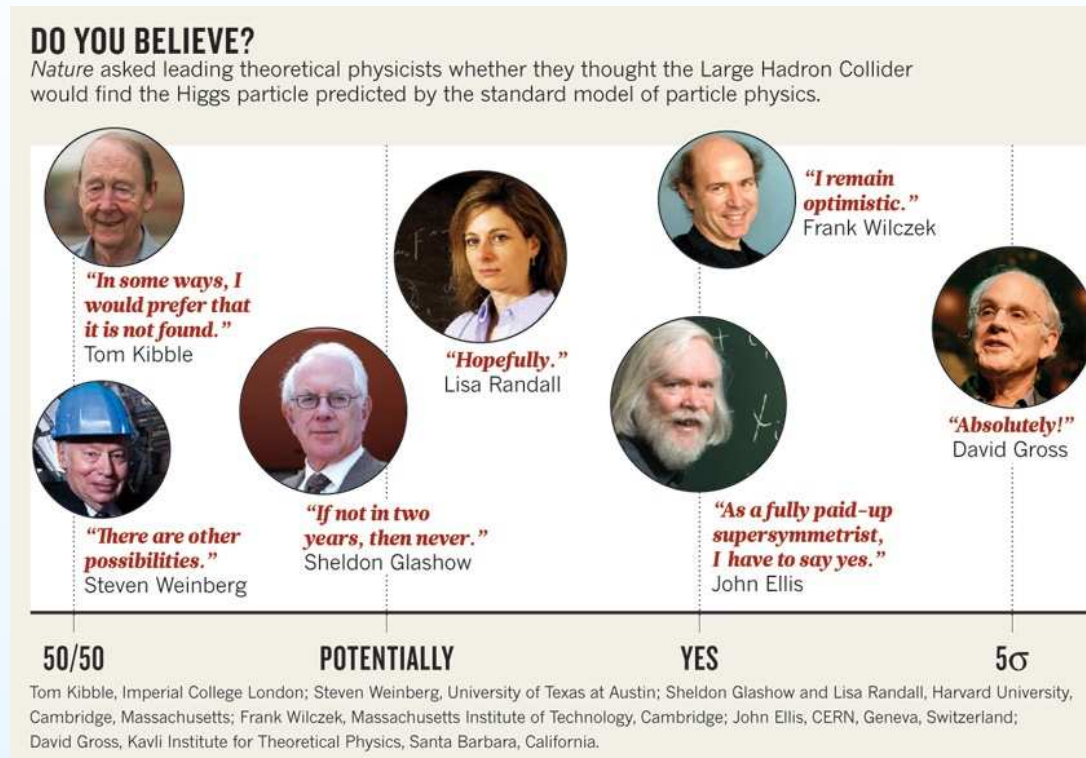 DO YOU BELIEVE?
Nature asked leading theoretical physicists whether they thought the Large Hadron Collider
would find the Higgs particle predicted by the standard model of particle physics.
“In some ways, I
would prefer that
it is not found.”
Tom Kibble
“There are other
possibilities.”
Steven Weinberg
“If not in two
years, then never.”
Sheldon Glashow
“Hopefully.”
Lisa Randall
“I remain
optimistic.”
Frank Wilczek
“As a fully paid-up
supersymmetrist,
I have to say yes.”
John Ellis
“Absolutely!”
David Gross
50/50
POTENTIALLY
YES
5σ
Tom Kibble, Imperial College London; Steven Weinberg, University of Texas at Austin; Sheldon Glashow and Lisa Randall, Harvard University,
Cambridge, Massachusetts; Frank Wilczek, Massachusetts Institute of Technology, Cambridge; John Ellis, CERN, Geneva, Switzerland;
David Gross, Kavli Institute for Theoretical Physics, Santa Barbara, California.